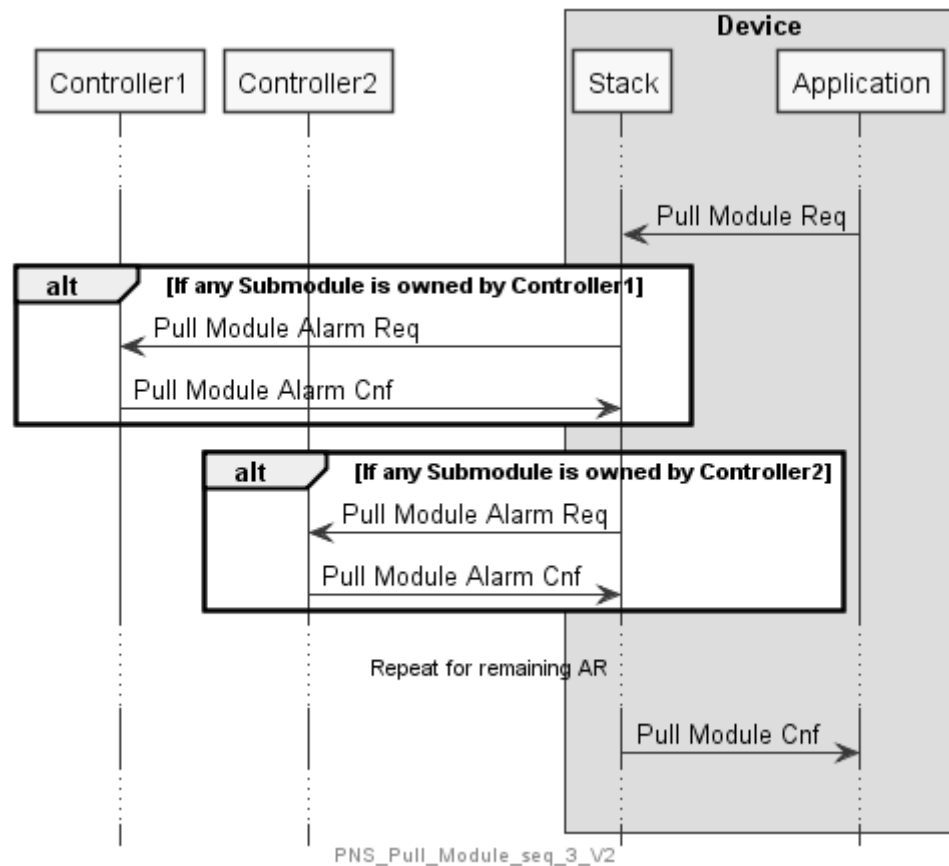 Device
Controller1
Controller2
Stack
Application
Pull Module Req
alt
[If any Submodule is owned by Controller1]
Pull Module Alarm Req
Pull Module Alarm Cnf
alt
[If any Submodule is owned by Controller2]
Pull Module Alarm Req
Pull Module Alarm Cnf
Repeat for remaining AR
Pull Module Cnf
PNS_Pull_Module_seq_3_V2